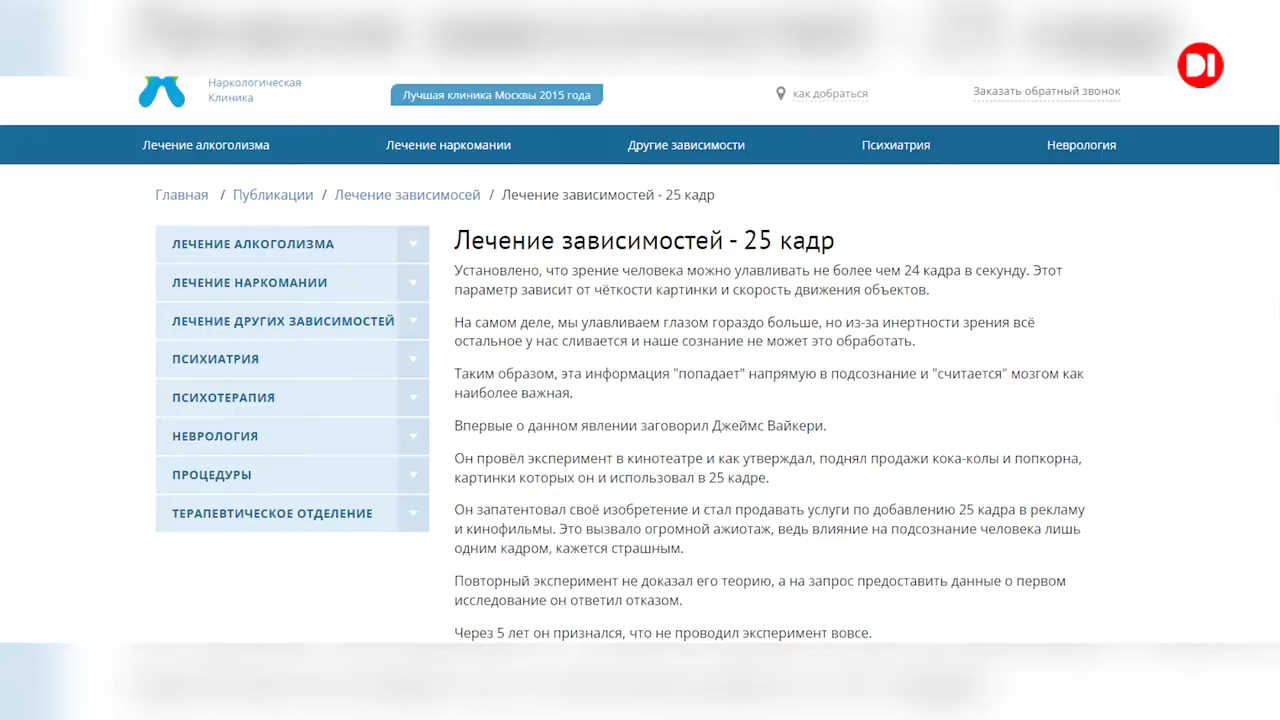 Наркологическая
Клиника
Лучшая клиника Москвы 2015 года
как добраться
Заказать обратный звонок
DI
Лечение алкоголизма
Лечение наркомании
Другие зависимости
Психиатрия
Неврология
Главная / Публикации / Лечение зависимосей / Лечение зависимостей - 25 кадр
ЛЕЧЕНИЕ АЛКОГОЛИЗМА
ЛЕЧЕНИЕ НАРКОМАНИИ
ЛЕЧЕНИЕ ДРУГИХ ЗАВИСИМОСТЕЙ
ПСИХИАТРИЯ
ПСИХОТЕРАПИЯ
НЕВРОЛОГИЯ
ПРОЦЕДУРЫ
ТЕРАПЕВТИЧЕСКОЕ ОТДЕЛЕНИЕ
Лечение зависимостей - 25 кадр
Установлено, что зрение человека можно улавливать не более чем 24 кадра в секунду. Этот
параметр зависит от чёткости картинки и скорость движения объектов.
На самом деле, мы улавливаем глазом гораздо больше, но из-за инертности зрения всё
остальное у нас сливается и наше сознание не может это обработать.
Таким образом, эта информация "попадает" напрямую в подсознание и "считается" мозгом как
наиболее важная.
Впервые о данном явлении заговорил Джеймс Вайкери.
Он провёл эксперимент в кинотеатре и как утверждал, поднял продажи кока-колы и попкорна,
картинки которых он и использовал в 25 кадре.
Он запатентовал своё изобретение и стал продавать услуги по добавлению 25 кадра в рекламу
и кинофильмы. Это вызвало огромной ажиотаж, ведь влияние на подсознание человека лишь
одним кадром, кажется страшным.
Повторный эксперимент не доказал его теорию, а на запрос предоставить данные о первом
исследование он ответил отказом.
Через 5 лет он признался, что не проводил эксперимент вовсе.